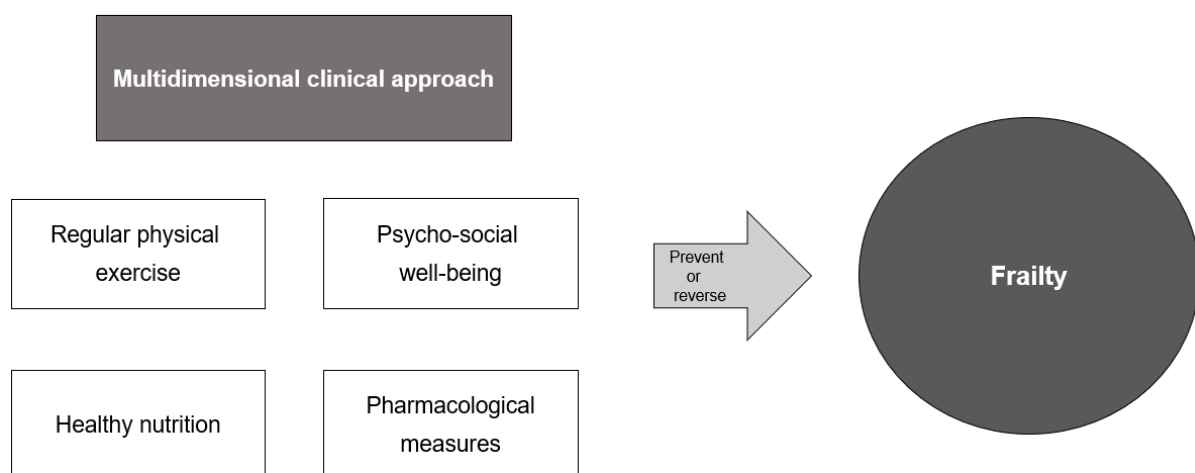 Multidimensional clinical approach
Regular physical
exercise
Psycho-social
well-being
Healthy nutrition
Pharmacological
measures
Prevent
or
reverse
Frailty